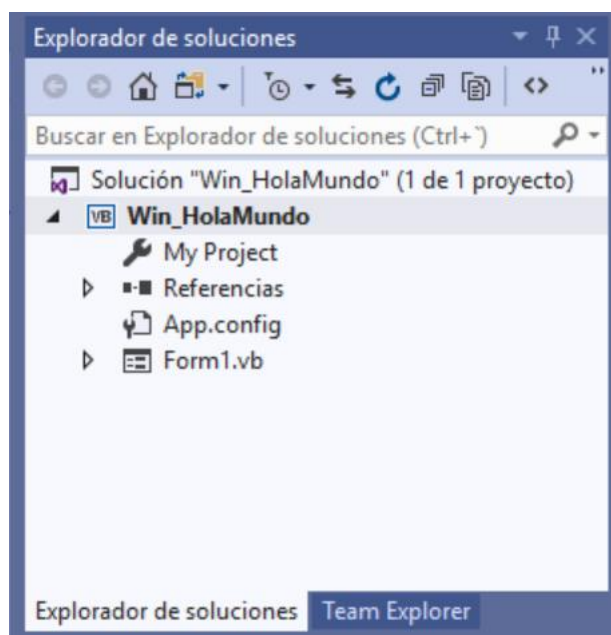 Explorador de soluciones
Buscar en Explorador de soluciones (Ctrl+`)
Solución "Win_HolaMundo" (1 de 1 proyecto)
VB Win_HolaMundo
My Project
Referencias
App.config
Form1.vb
Explorador de soluciones Team Explorer